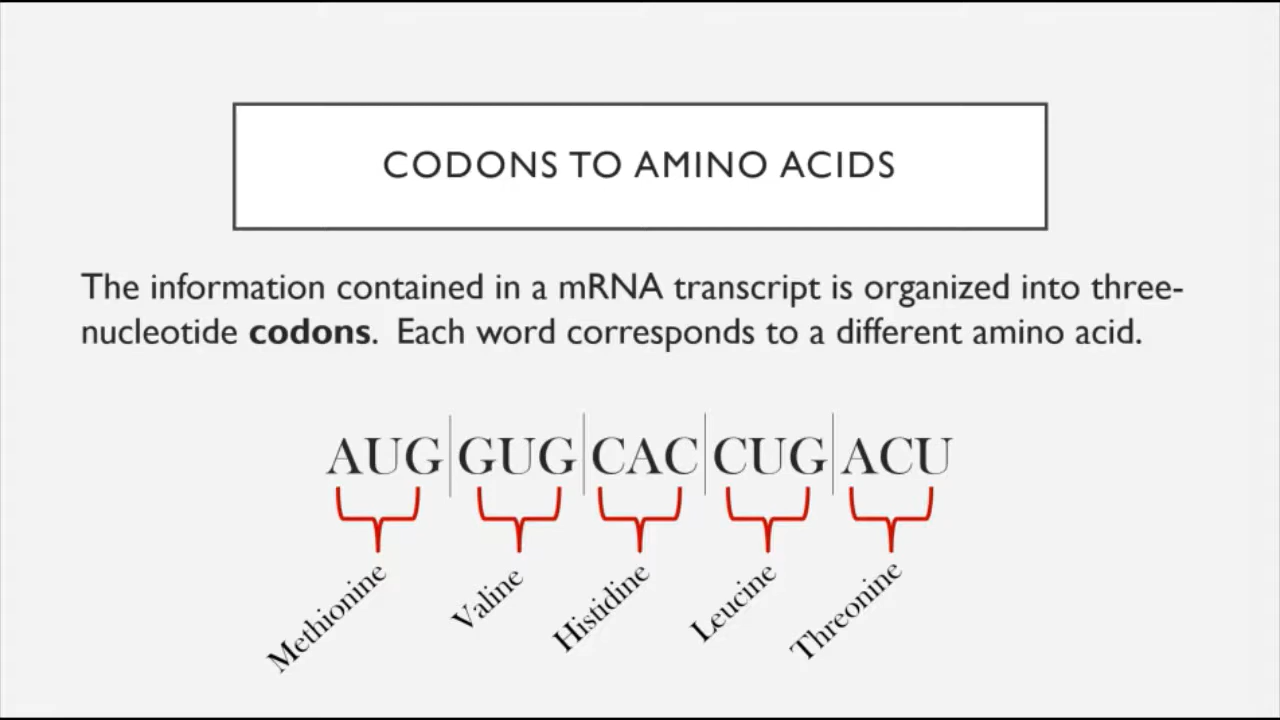 CODONS TO AMINO ACIDS
The information contained in a mRNA transcript is organized into three-
nucleotide codons. Each word corresponds to a different amino acid.
AUG GUG CAC CUG ACU
Methionine Valine Histidine Leucine Threonine